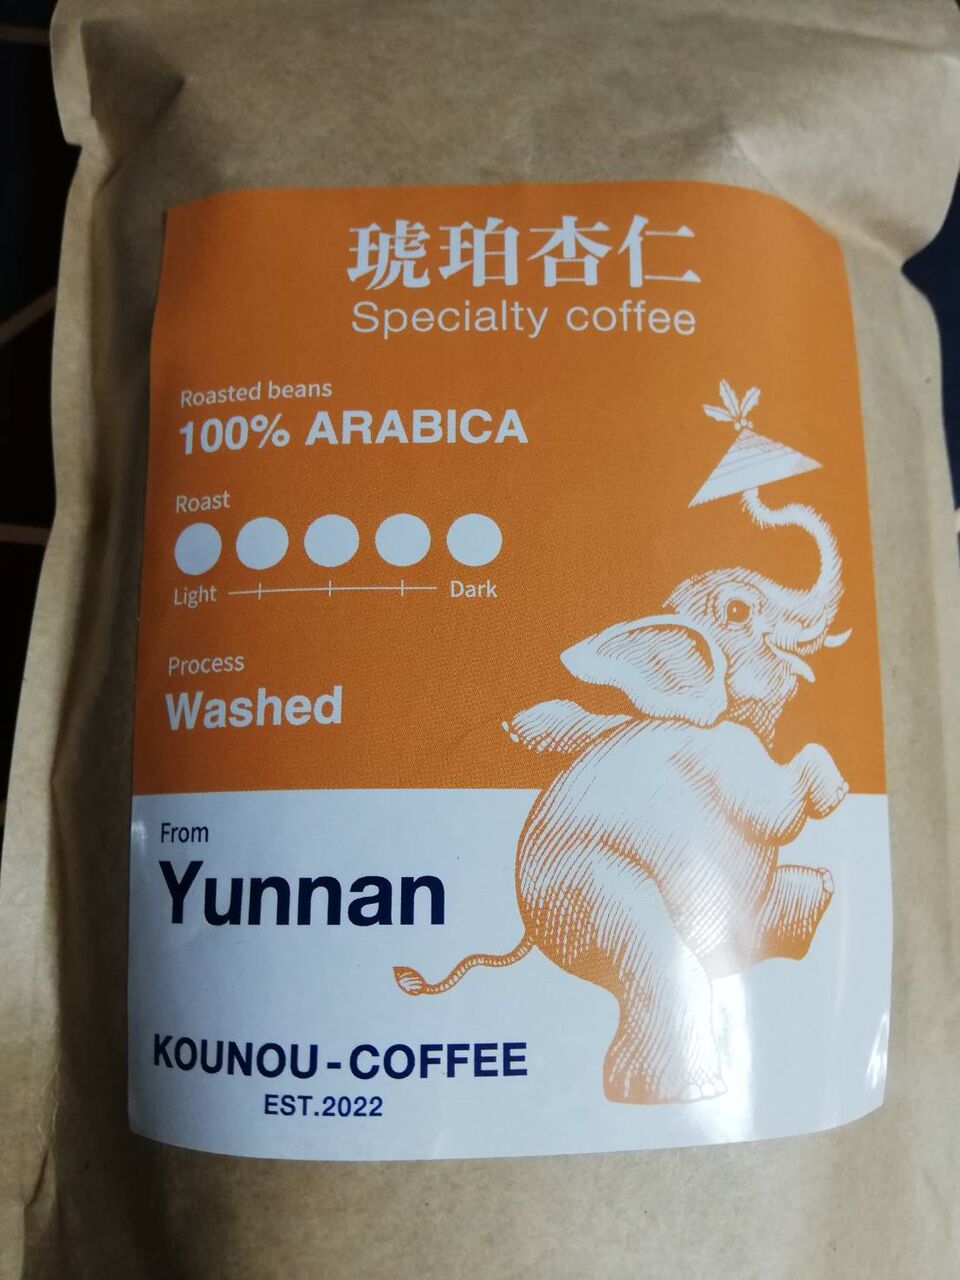 琥珀杏仁
Specialty coffee
Roasted beans
100% ARABICA
Roast
Light
Dark
Process
Washed
From
Yunnan
KOUNOU-COFFEE
EST.2022